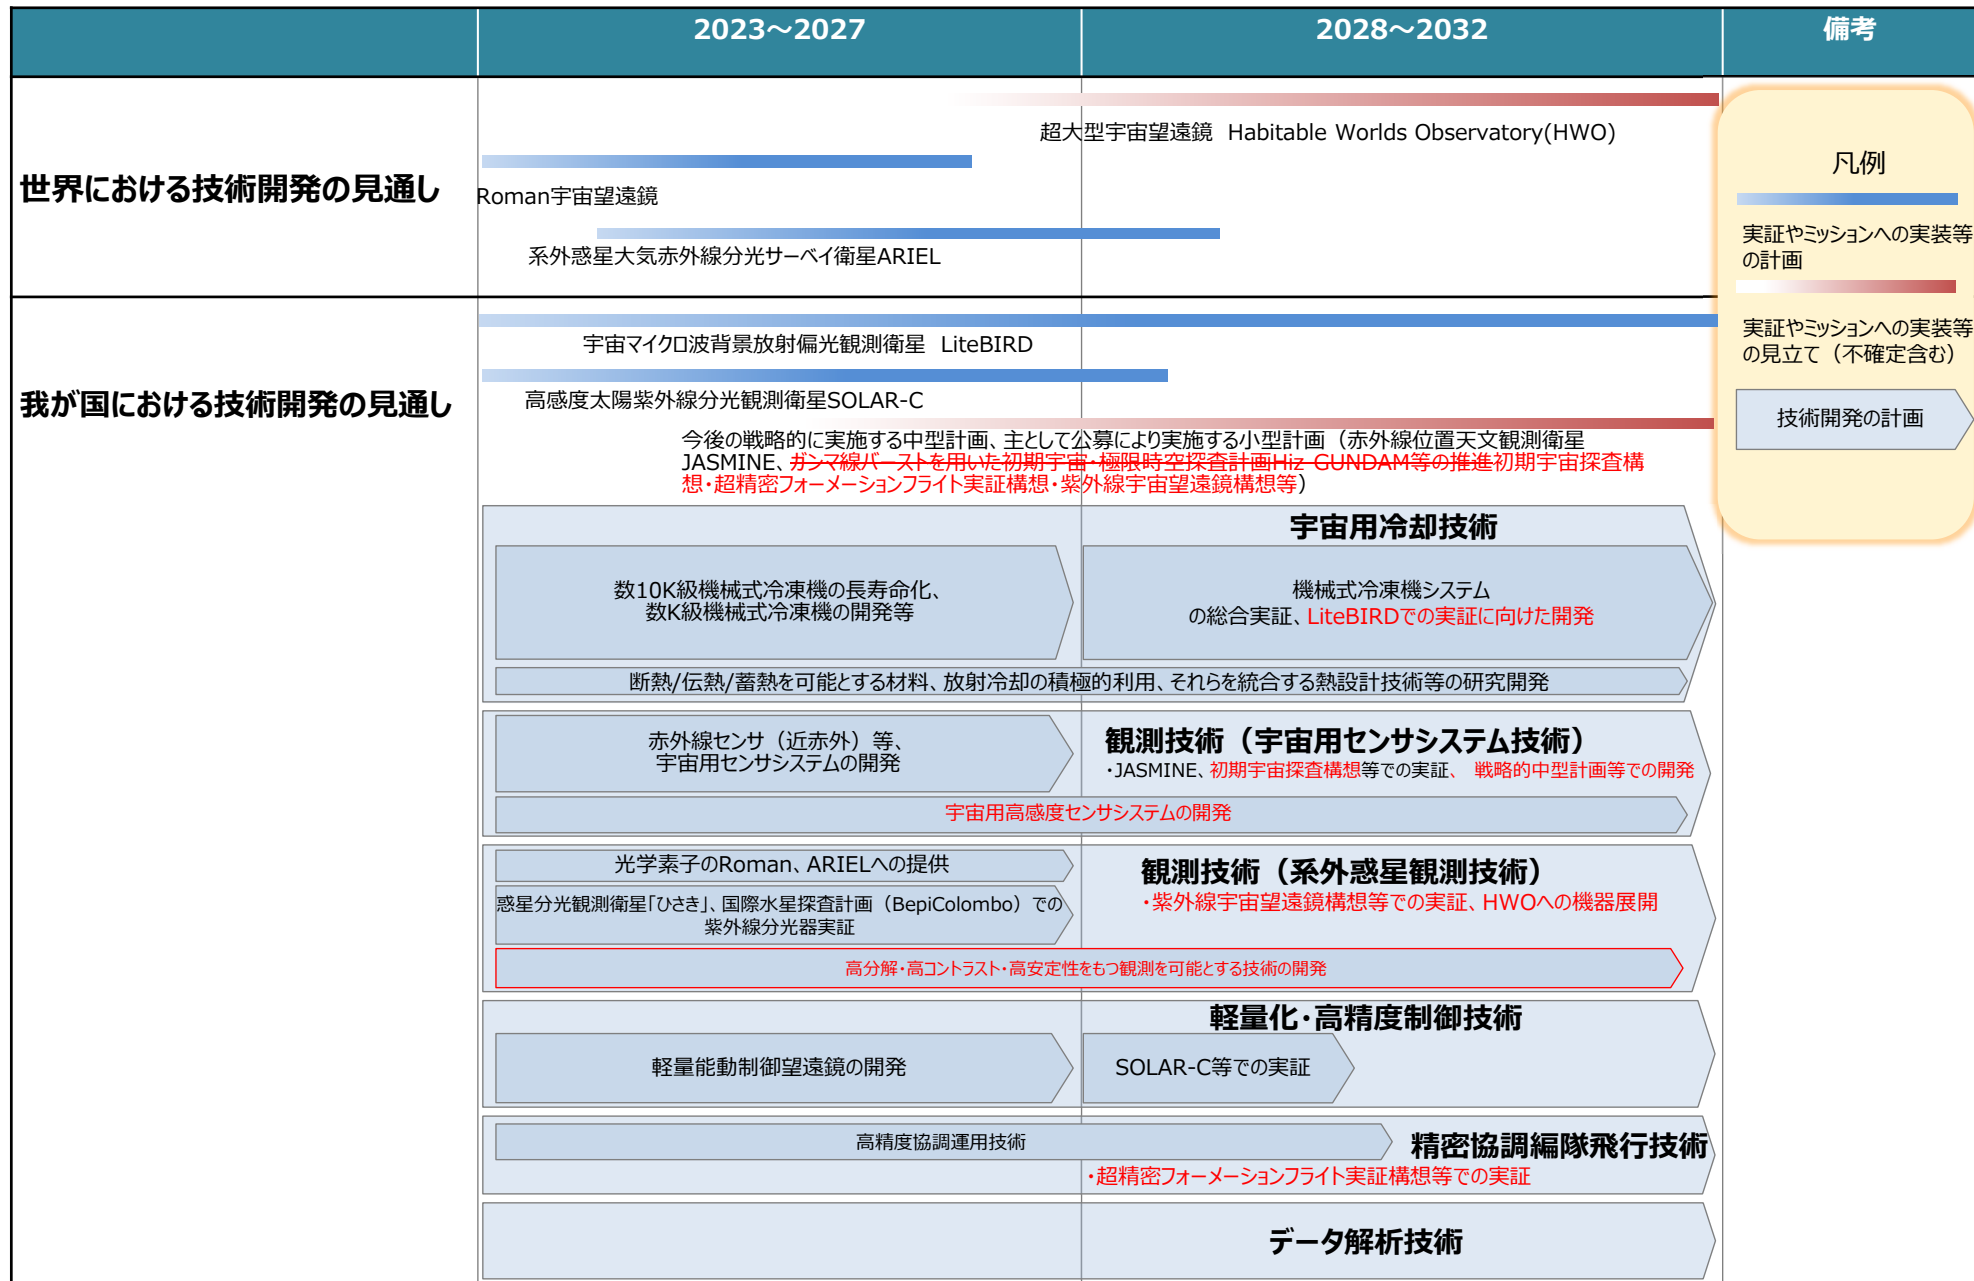 2023～2027
2028～2032
備考
世界における技術開発の見通し
超大型宇宙望遠鏡 Habitable Worlds Observatory(HWO)
Roman宇宙望遠鏡
系外惑星大気赤外線分光サーベイ衛星ARIEL
凡例
実証やミッションへの実装等
の計画
実証やミッションへの実装等
の見立て（不確定含む）
技術開発の計画
我が国における技術開発の見通し
宇宙マイクロ波背景放射偏光観測衛星 LiteBIRD
高感度太陽紫外線分光観測衛星SOLAR-C
今後の戦略的に実施する中型計画、主として公募により実施する小型計画（赤外線位置天文観測衛星
JASMINE、ガンマ線バーストを用いた初期宇宙・極限時空探査計画Hiz-GUNDAM等の推進初期宇宙探査構
想・超精密フォーメーションフライト実証構想・紫外線宇宙望遠鏡構想等）
宇宙用冷却技術
数10K級機械式冷凍機の長寿命化、
数K級機械式冷凍機の開発等
機械式冷凍機システム
の総合実証、LiteBIRDでの実証に向けた開発
断熱/伝熱/蓄熱を可能とする材料、放射冷却の積極的利用、それらを統合する熱設計技術等の研究開発
赤外線センサ（近赤外）等、
宇宙用センサシステムの開発
観測技術（宇宙用センサシステム技術）
・JASMINE、初期宇宙探査構想等での実証、 戦略的中型計画等での開発
宇宙用高感度センサシステムの開発
光学素子のRoman、ARIELへの提供
観測技術（系外惑星観測技術）
・紫外線宇宙望遠鏡構想等での実証、HWOへの機器展開
惑星分光観測衛星「ひさき」、国際水星探査計画（BepiColombo）での
紫外線分光器実証
高分解・高コントラスト・高安定性をもつ観測を可能とする技術の開発
軽量化・高精度制御技術
軽量能動制御望遠鏡の開発
SOLAR-C等での実証
高精度協調運用技術
精密協調編隊飛行技術
・超精密フォーメーションフライト実証構想等での実証
データ解析技術